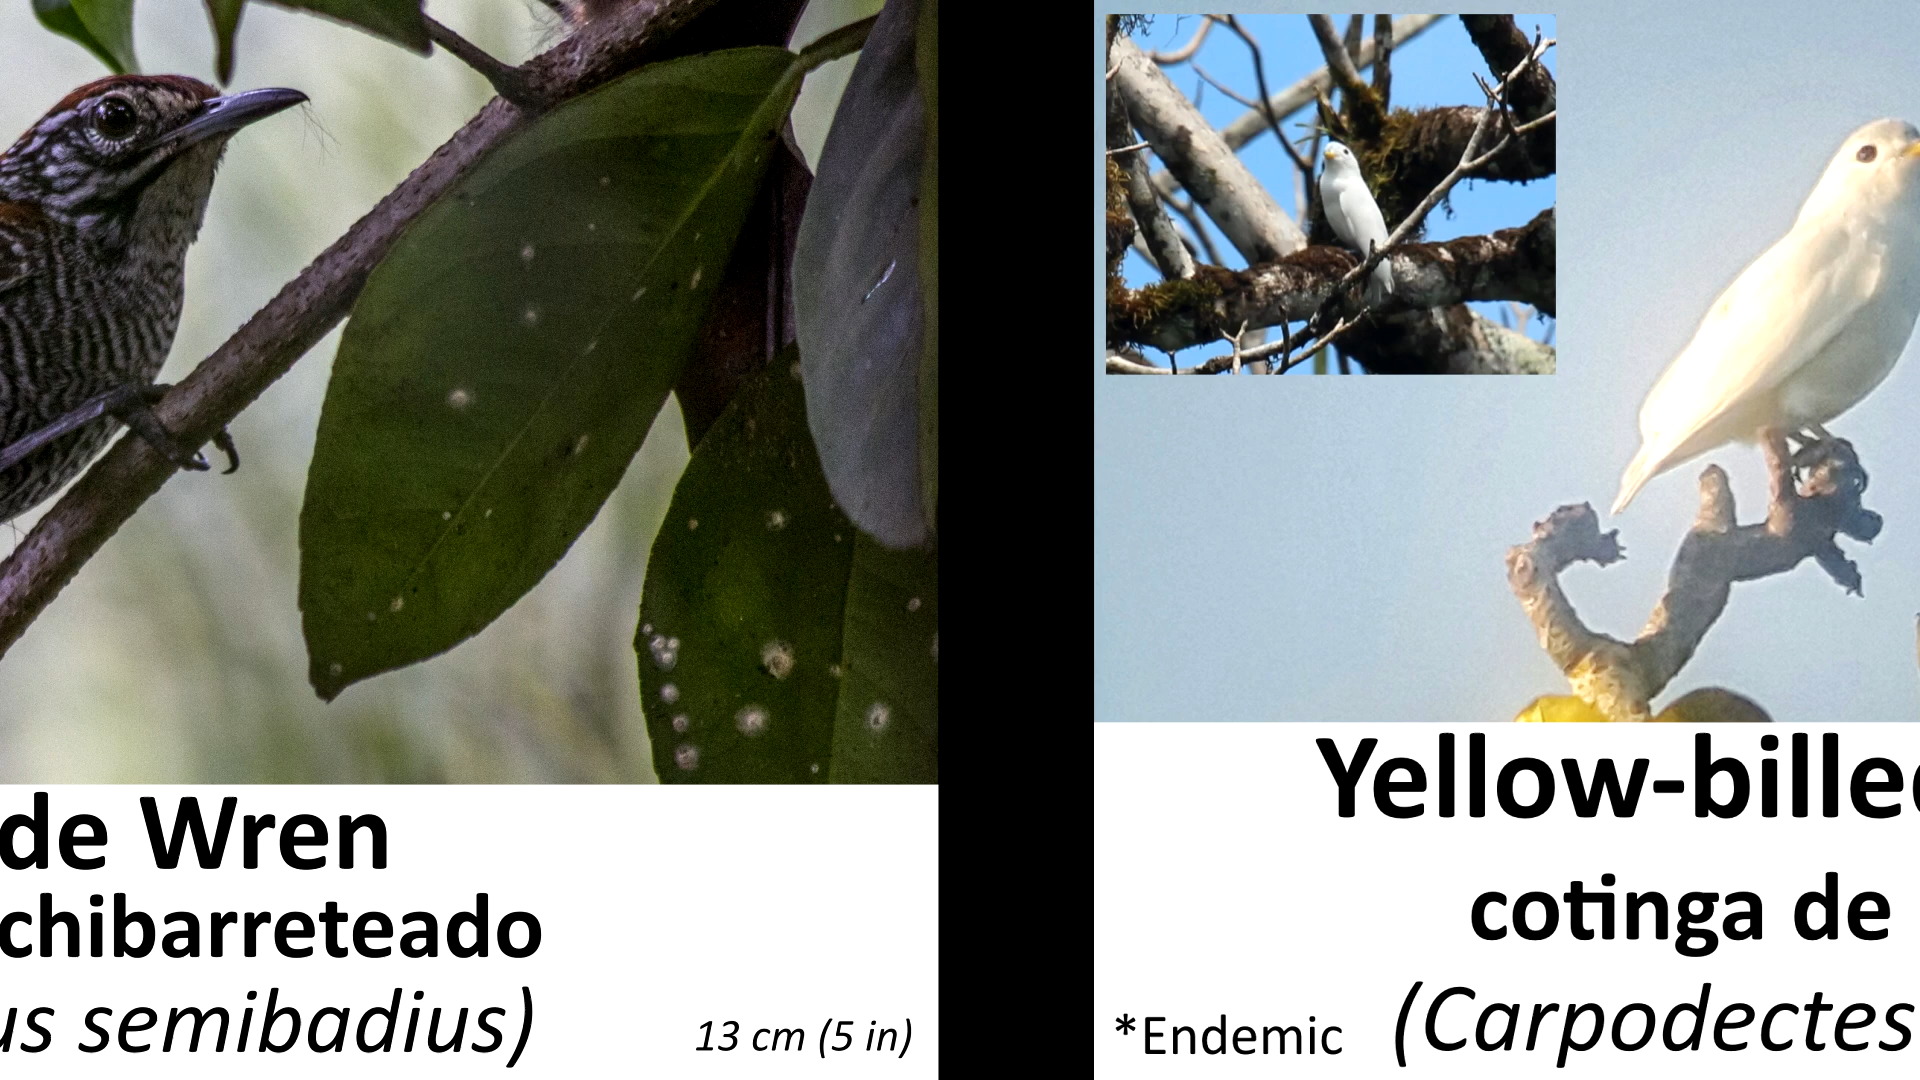 de Wren
chibarreteado
us semibadius)
13 cm (5 in)
Yellow-billed
cotinga de
*Endemic
(Carpodectes